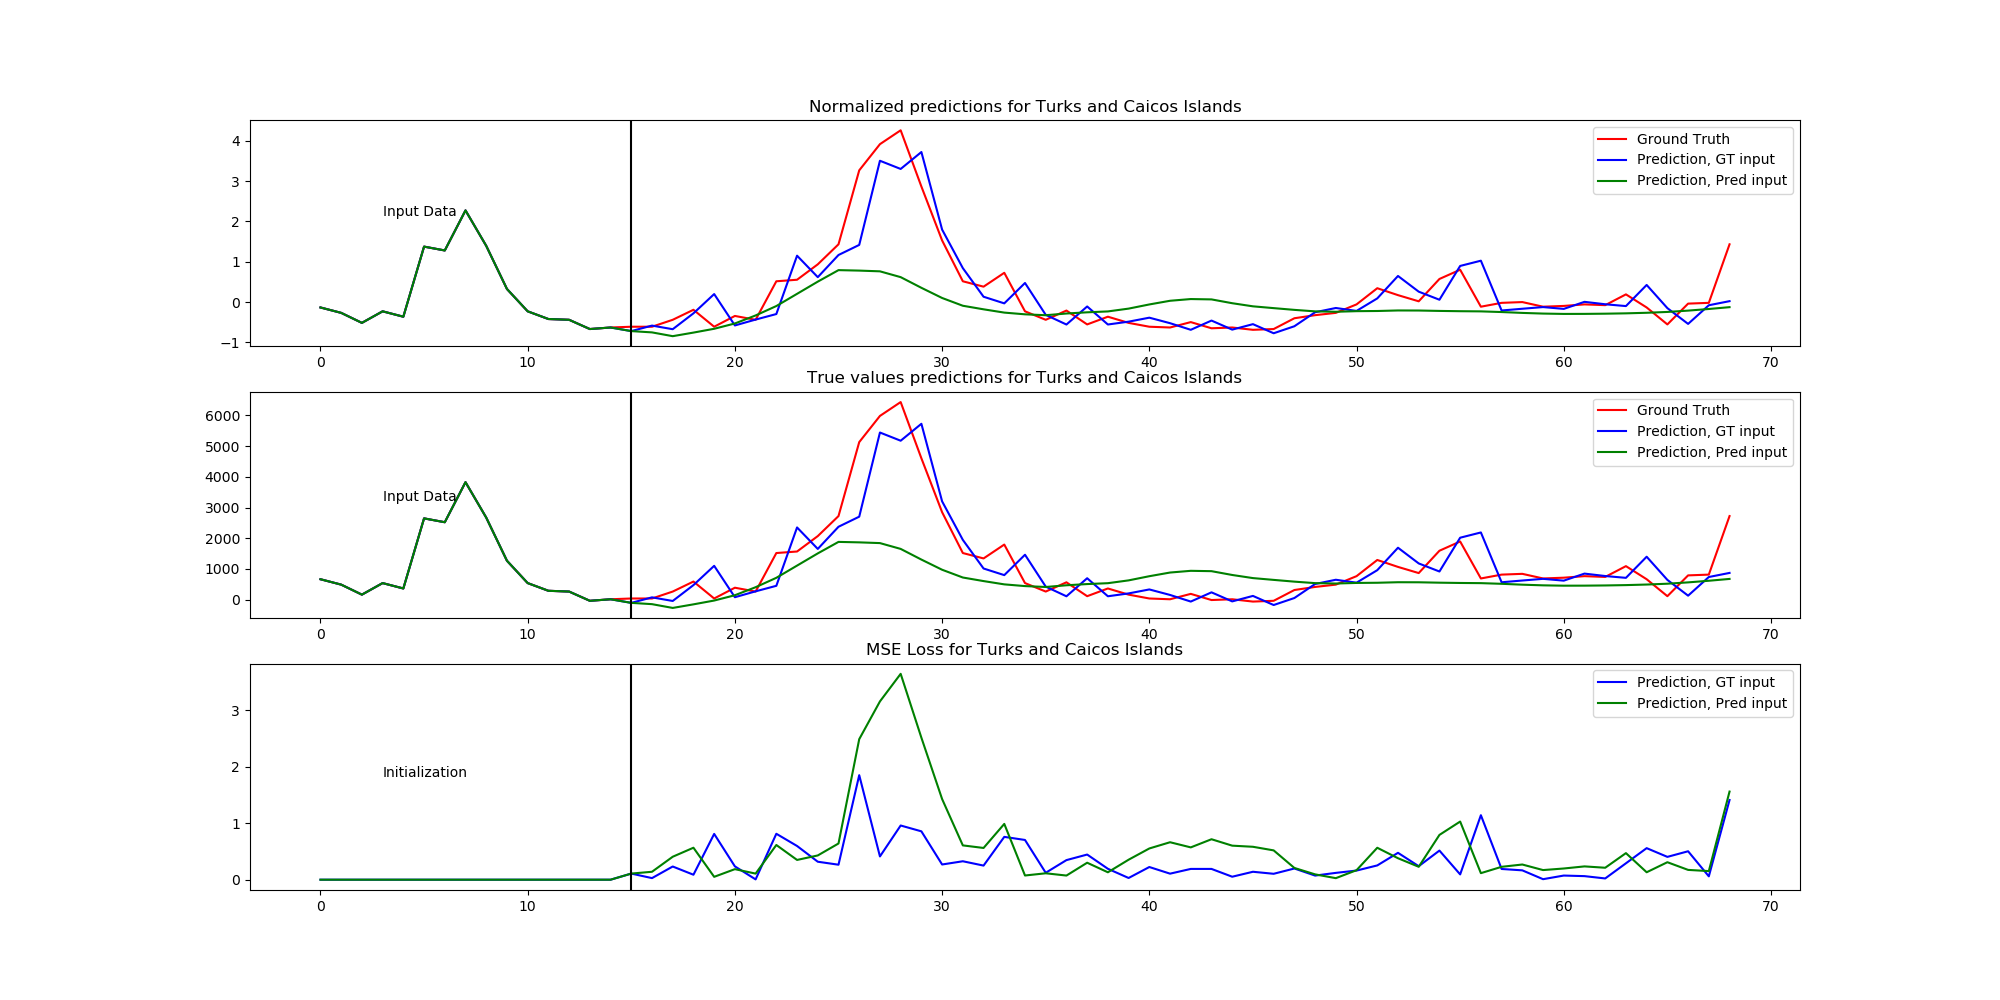 Normalized predictions for Turks and Caicos Islands
4
3
2
1
0
−1
Input Data
Ground Truth
Prediction, GT input
Prediction, Pred input
0 10 20 30 40 50 60 70
True values predictions for Turks and Caicos Islands
6000
5000
4000
3000
2000
1000
0
Input Data
Ground Truth
Prediction, GT input
Prediction, Pred input
0 10 20 30 40 50 60 70
MSE Loss for Turks and Caicos Islands
3
2
1
0
Initialization
Prediction, GT input
Prediction, Pred input
0 10 20 30 40 50 60 70